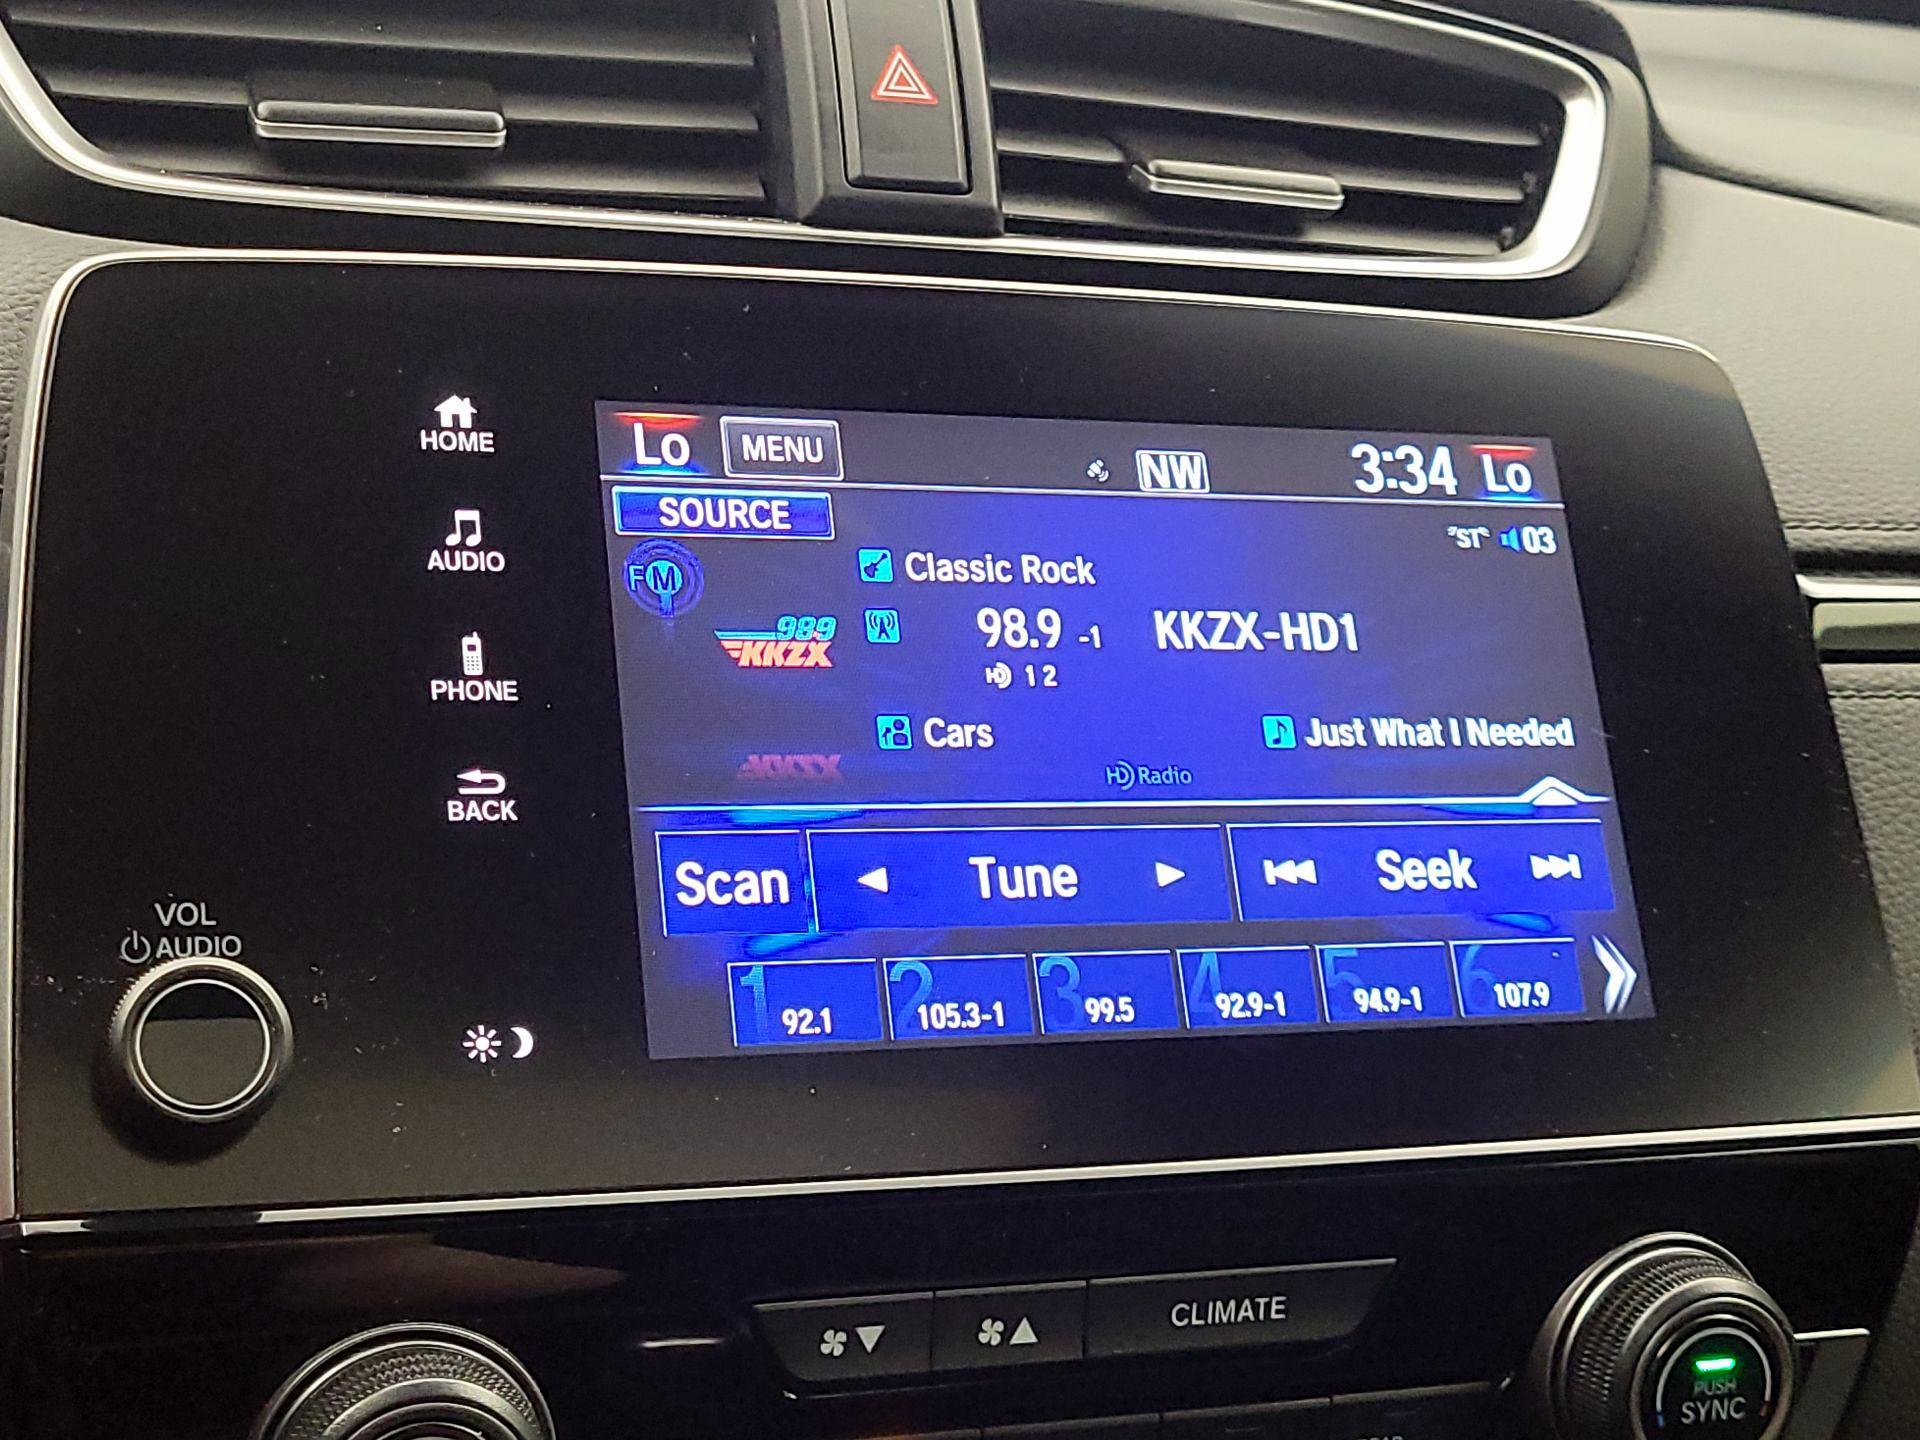 HOME
AUDIO
PHONE
BACK
VOL
AUDIO
Lo MENU NW 3:34 Lo
SOURCE
ST 03
FM
Classic Rock
98.9
KKZX
98.9 -1 KKZX-HD1
HD 1 2
Cars Just What I Needed
HD Radio
Scan Tune Seek
1 92.1
2 105.3-1
3 99.5
4 92.9-1
5 94.9-1
6 107.9
CLIMATE
PUSH
SYNC